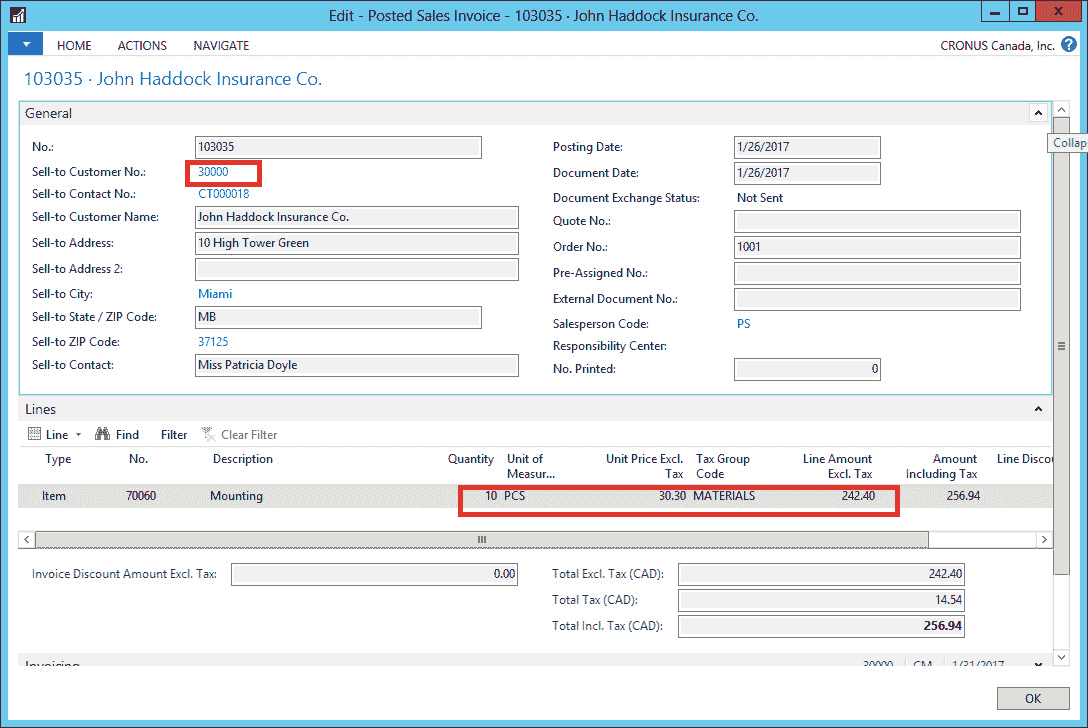 Edit - Posted Sales Invoice - 103035 · John Haddock Insurance Co.
HOME ACTIONS NAVIGATE CRONUS Canada, Inc. ?
103035 · John Haddock Insurance Co.
General
No.: 103035
Sell-to Customer No.: 30000
Sell-to Contact No.: CT000018
Sell-to Customer Name: John Haddock Insurance Co.
Sell-to Address: 10 High Tower Green
Sell-to Address 2:
Sell-to City: Miami
Sell-to State / ZIP Code: MB
Sell-to ZIP Code: 37125
Sell-to Contact: Miss Patricia Doyle
Posting Date: 1/26/2017
Document Date: 1/26/2017
Document Exchange Status: Not Sent
Quote No.:
Order No.: 1001
Pre-Assigned No.:
External Document No.:
Salesperson Code: PS
Responsibility Center:
No. Printed: 0
Collap
Lines
Line Find Filter Clear Filter
Type No. Description Quantity Unit of Measur... Unit Price Excl. Tax Tax Group Code Line Amount Excl. Tax Amount Including Tax Line Discou
Item 70060 Mounting 10 PCS 30.30 MATERIALS 242.40 256.94
Invoice Discount Amount Excl. Tax: 0.00
Total Excl. Tax (CAD): 242.40
Total Tax (CAD): 14.54
Total Incl. Tax (CAD): 256.94
Invoicing 30000 CM 1/31/2017
OK